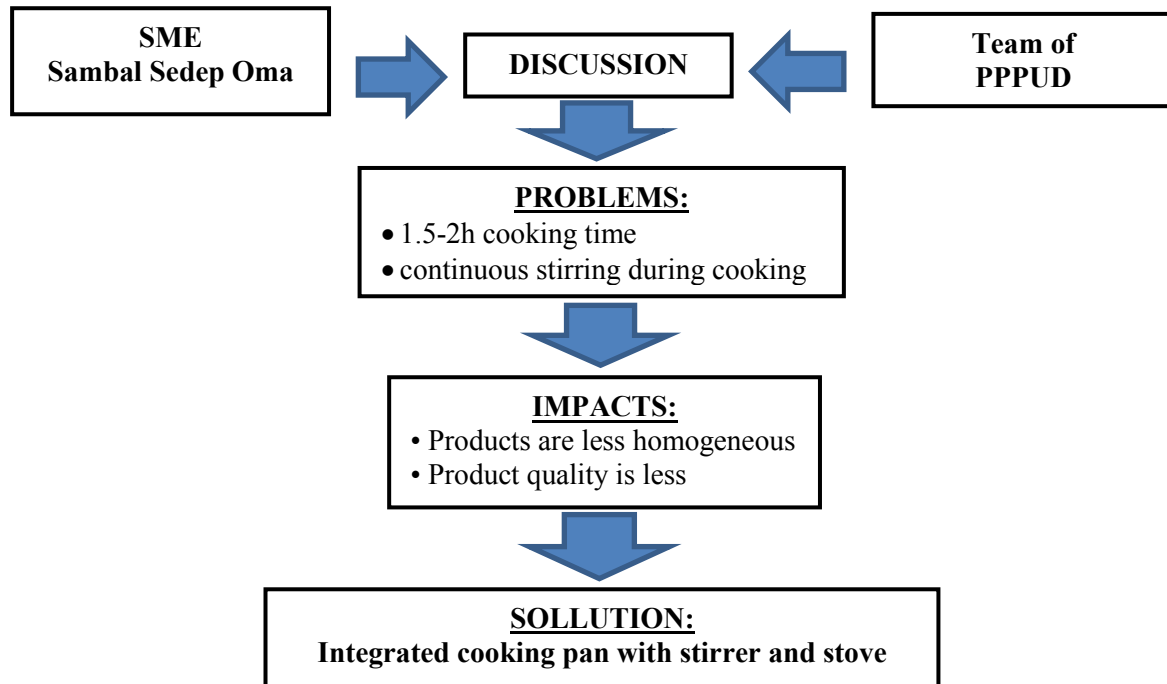 SME
Sambal Sedep Oma
DISCUSSION
Team of
PPPUD
PROBLEMS:
• 1.5-2h cooking time
• continuous stirring during cooking
IMPACTS:
• Products are less homogeneous
• Product quality is less
SOLLUTION:
Integrated cooking pan with stirrer and stove